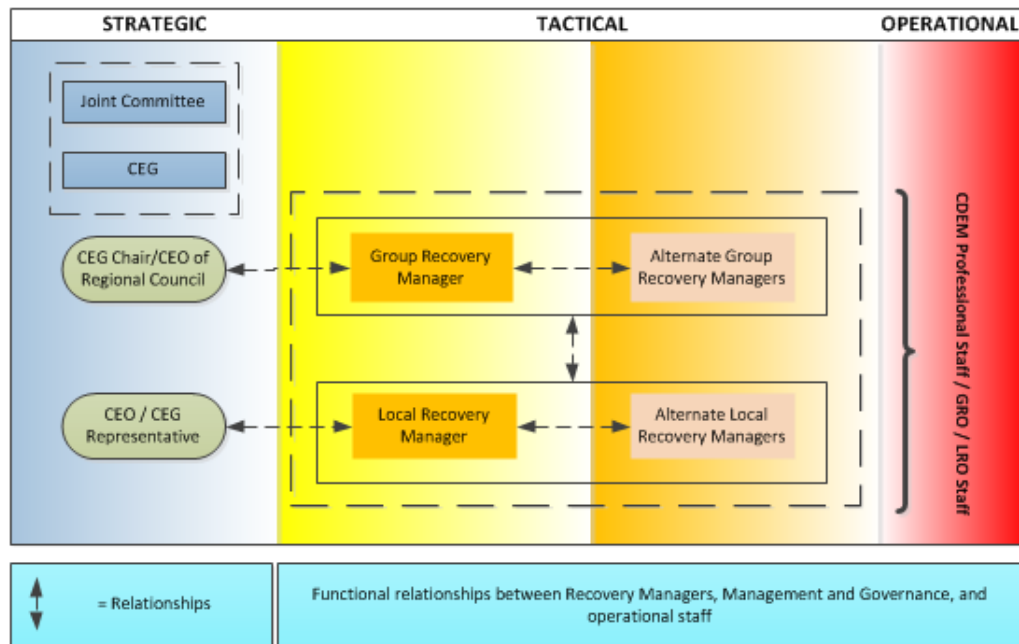 STRATEGIC
TACTICAL
OPERATIONAL
Joint Committee
CEG
CEG Chair/CEO of
Regional Council
Group Recovery
Manager
Alternate Group
Recovery Managers
CEO / CEG
Representative
Local Recovery
Manager
Alternate Local
Recovery Managers
CDEM Professional Staff / GRO / LRO Staff
= Relationships
Functional relationships between Recovery Managers, Management and Governance, and
operational staff